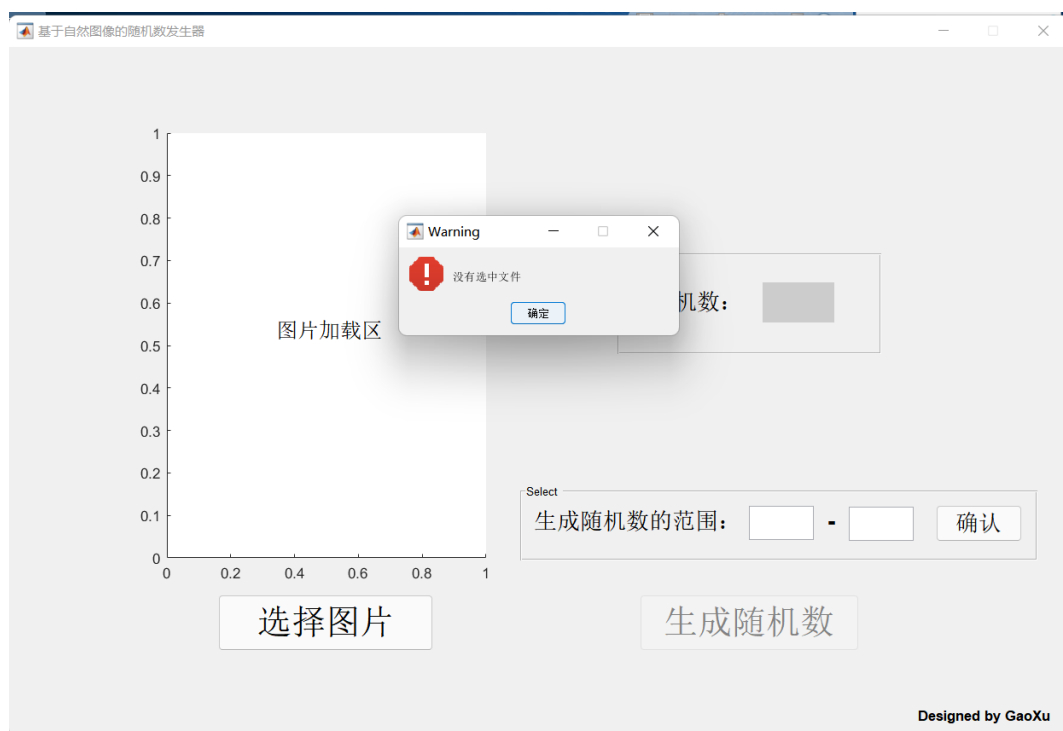 基于自然图像的随机数发生器
1
0.9
0.8
0.7
0.6
0.5
0.4
0.3
0.2
0.1
0
0 0.2 0.4 0.6 0.8 1
图片加载区
Warning
没有选中文件
确定
机数：
Select
生成随机数的范围： - 确认
选择图片
生成随机数
Designed by GaoXu